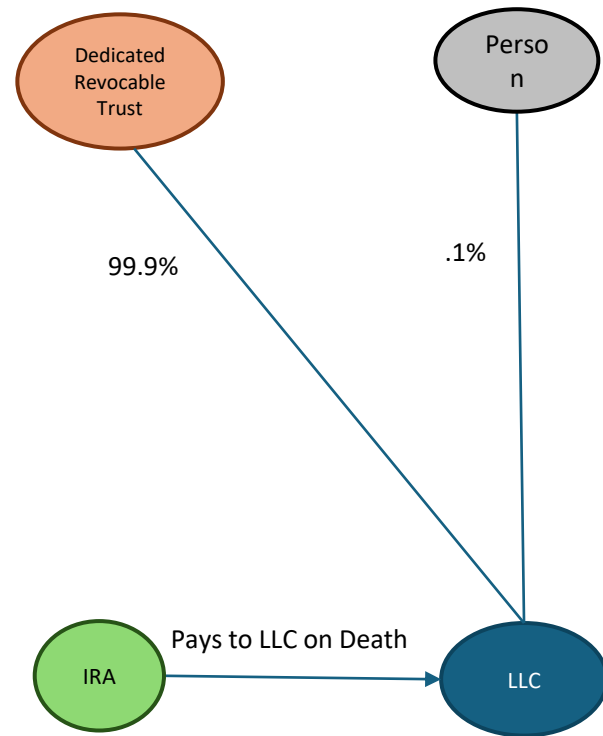 Dedicated
Revocable
Trust
Perso
n
99.9%
.1%
Pays to LLC on Death
IRA
LLC